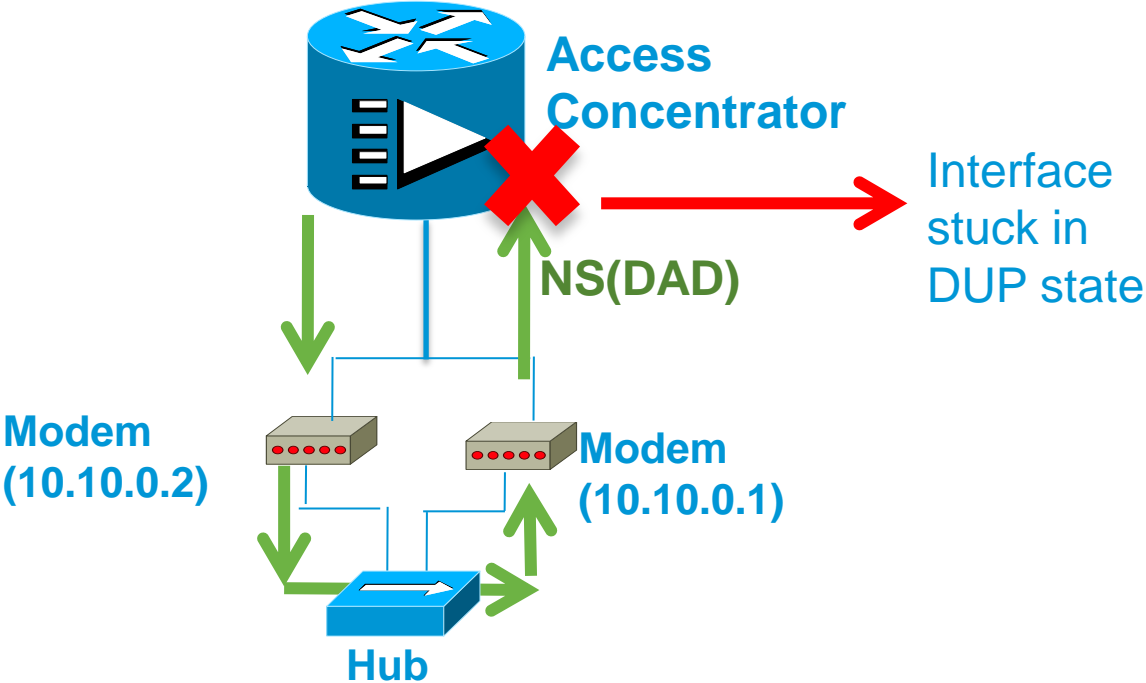 Access
Concentrator
Interface
stuck in
DUP state
NS(DAD)
Modem
(10.10.0.2)
Modem
(10.10.0.1)
Hub